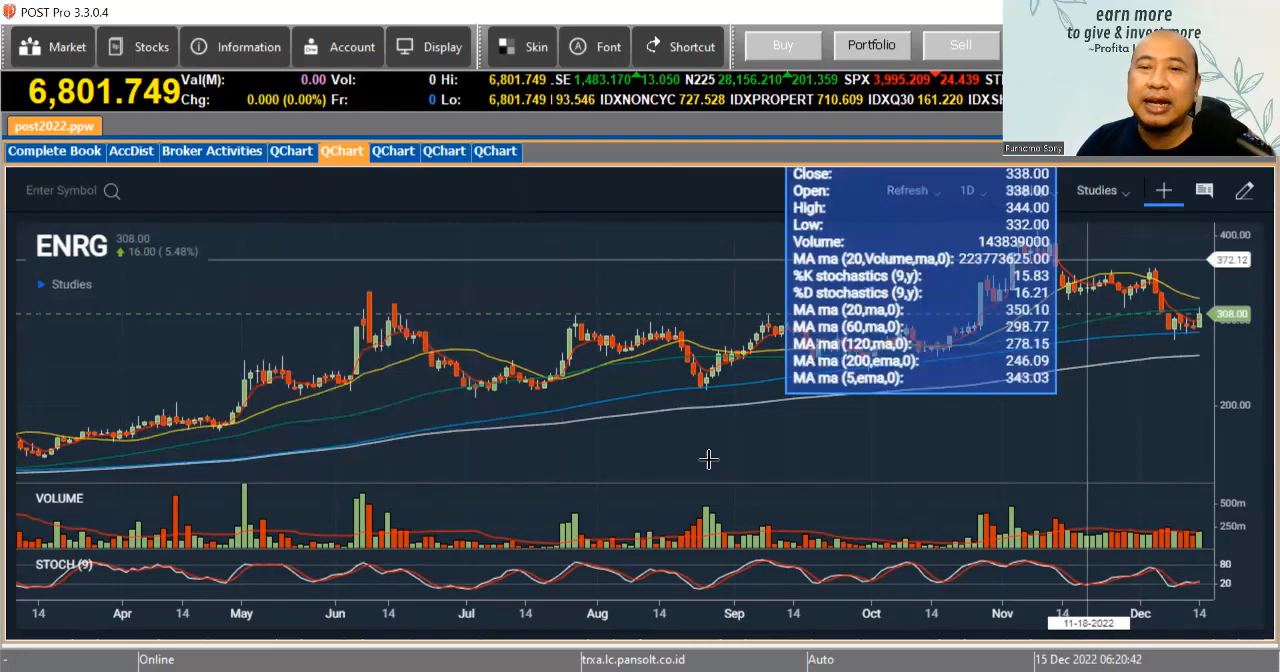 POST Pro 3.3.0.4
Market Stocks Information Account Display Skin Font Shortcut Buy Portfolio Sell
earn more
to give & invest more
~Profita
Purnomo Sony
6,801.749 Val(M): 0.00 Vol: 0 Hi: 6,801.749 .SE 1,483.170 13.050 N225 28,156.210 201.359 SPX 3,995.209 24.439
Chg: 0.000 (0.00%) Fr: 0 Lo: 6,801.749 93.546 IDXNONCYC 727.528 IDXPROPERT 710.609 IDXQ30 161.220
post2022.ppw
Complete Book AccDist Broker Activities QChart QChart QChart QChart QChart
Enter Symbol Refresh 1D Studies
Close: 338.00
Open: 338.00
High: 344.00
Low: 332.00
Volume: 143839000
MA ma (20,Volume,ma,0): 223773625.00
%K stochastics (9,y): 15.83
%D stochastics (9,y): 16.21
MA ma (20,ma,0): 350.10
MA ma (60,ma,0): 298.77
MA ma (120,ma,0): 278.15
MA ma (200,ema,0): 246.09
MA ma (5,ema,0): 343.03
ENRG 308.00
16.00 ( 5.48%)
Studies
400.00
372.12
308.00
200.00
VOLUME
500m
250m
STOCH (9)
80
20
14 Apr 14 May 14 Jun 14 Jul 14 Aug 14 Sep 14 Oct 14 Nov 14 Dec 14
11-18-2022
- Online trxa.lc.pansolt.co.id Auto 15 Dec 2022 06:20:42